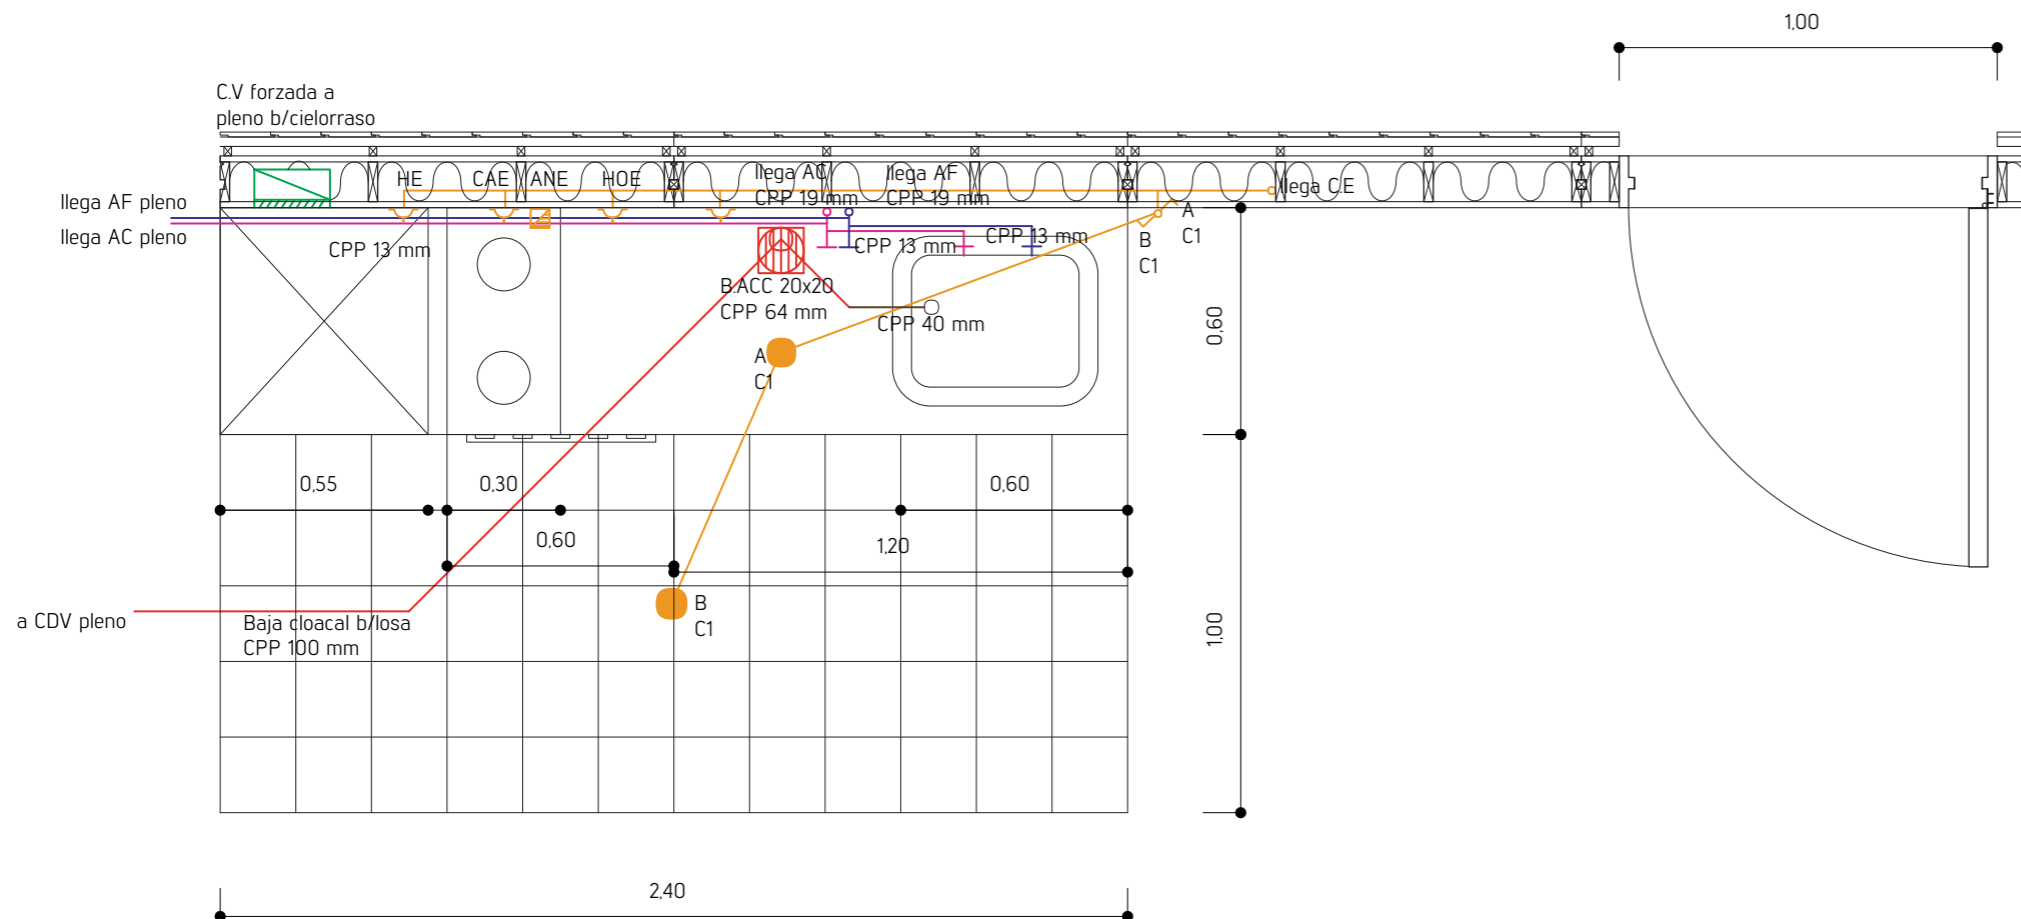 1,00
C.V forzada a
pleno b/cielorraso
HE
CAE
ANE
HOE
llega AC
CPP 19 mm
llega AF
CPP 19 mm
llega C.E
llega AF pleno
llega AC pleno
CPP 13 mm
CPP 13 mm
CPP 13 mm
A
C1
B
C1
B.ACC 20x20
CPP 64 mm
CPP 40 mm
A
C1
0,60
0,55
0,30
0,60
0,60
1,20
B
C1
1,00
a CDV pleno
Baja cloacal b/losa
CPP 100 mm
2,40